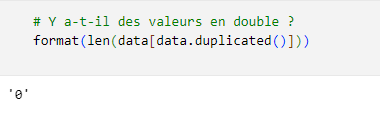 # Y a-t-il des valeurs en double ?
format(len(data[data.duplicated()]))
'0'